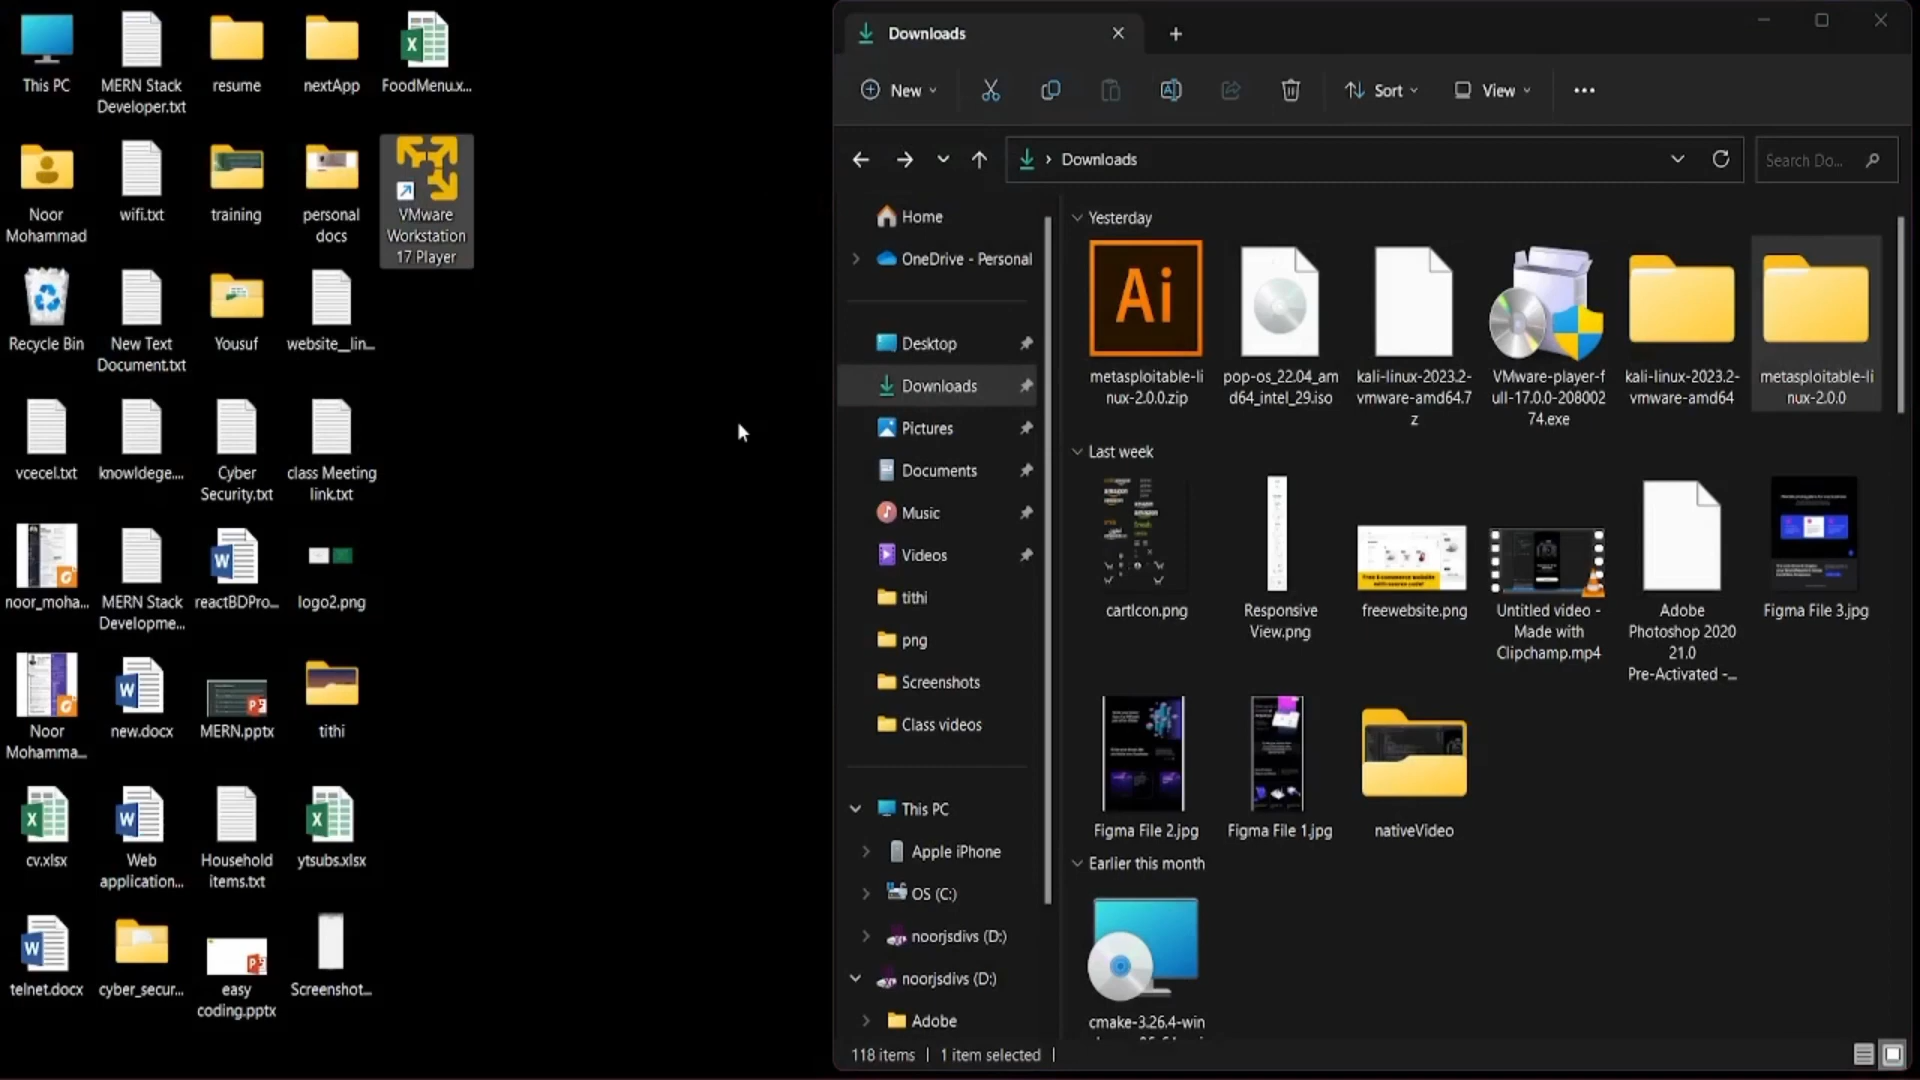 This PC
MERN Stack
Developer.txt
resume
nextApp
FoodMenu.x...
Noor
Mohammad
wifi.txt
training
personal
docs
VMware
Workstation
17 Player
Recycle Bin
New Text
Document.txt
Yousuf
website_lin...
vcecel.txt
knowldege....
Cyber
Security.txt
class Meeting
link.txt
noor_moha...
MERN Stack
Developme...
reactBDPro...
logo2.png
Noor
Mohamma...
new.docx
MERN.pptx
tithi
cv.xlsx
Web
application...
Household
items.txt
ytsubs.xlsx
telnet.docx
cyber_secur...
easy
coding.pptx
Screenshot...
Downloads
New
Sort
View
Downloads
Search Do...
Home
OneDrive - Personal
Desktop
Downloads
Pictures
Documents
Music
Videos
tithi
png
Screenshots
Class videos
This PC
Apple iPhone
OS (C:)
noorjsdivs (D:)
noorjsdivs (D:)
Adobe
Yesterday
Ai
metasploitable-li
nux-2.0.0.zip
pop-os_22.04_am
d64_intel_29.iso
kali-linux-2023.2-
vmware-amd64.7
z
VMware-player-f
ull-17.0.0-208002
74.exe
kali-linux-2023.2-
vmware-amd64
metasploitable-li
nux-2.0.0
Last week
cartIcon.png
Responsive
View.png
freewebsite.png
Untitled video -
Made with
Clipchamp.mp4
Adobe
Photoshop 2020
21.0
Pre-Activated -...
Figma File 3.jpg
Figma File 2.jpg
Figma File 1.jpg
nativeVideo
Earlier this month
cmake-3.26.4-win
118 items
1 item selected